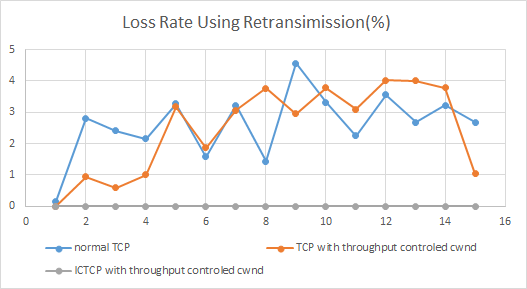 Loss Rate Using Retransimission(%)
5
4
3
2
1
0
0 2 4 6 8 10 12 14 16
normal TCP
TCP with throughput controled cwnd
ICTCP with throughput controled cwnd